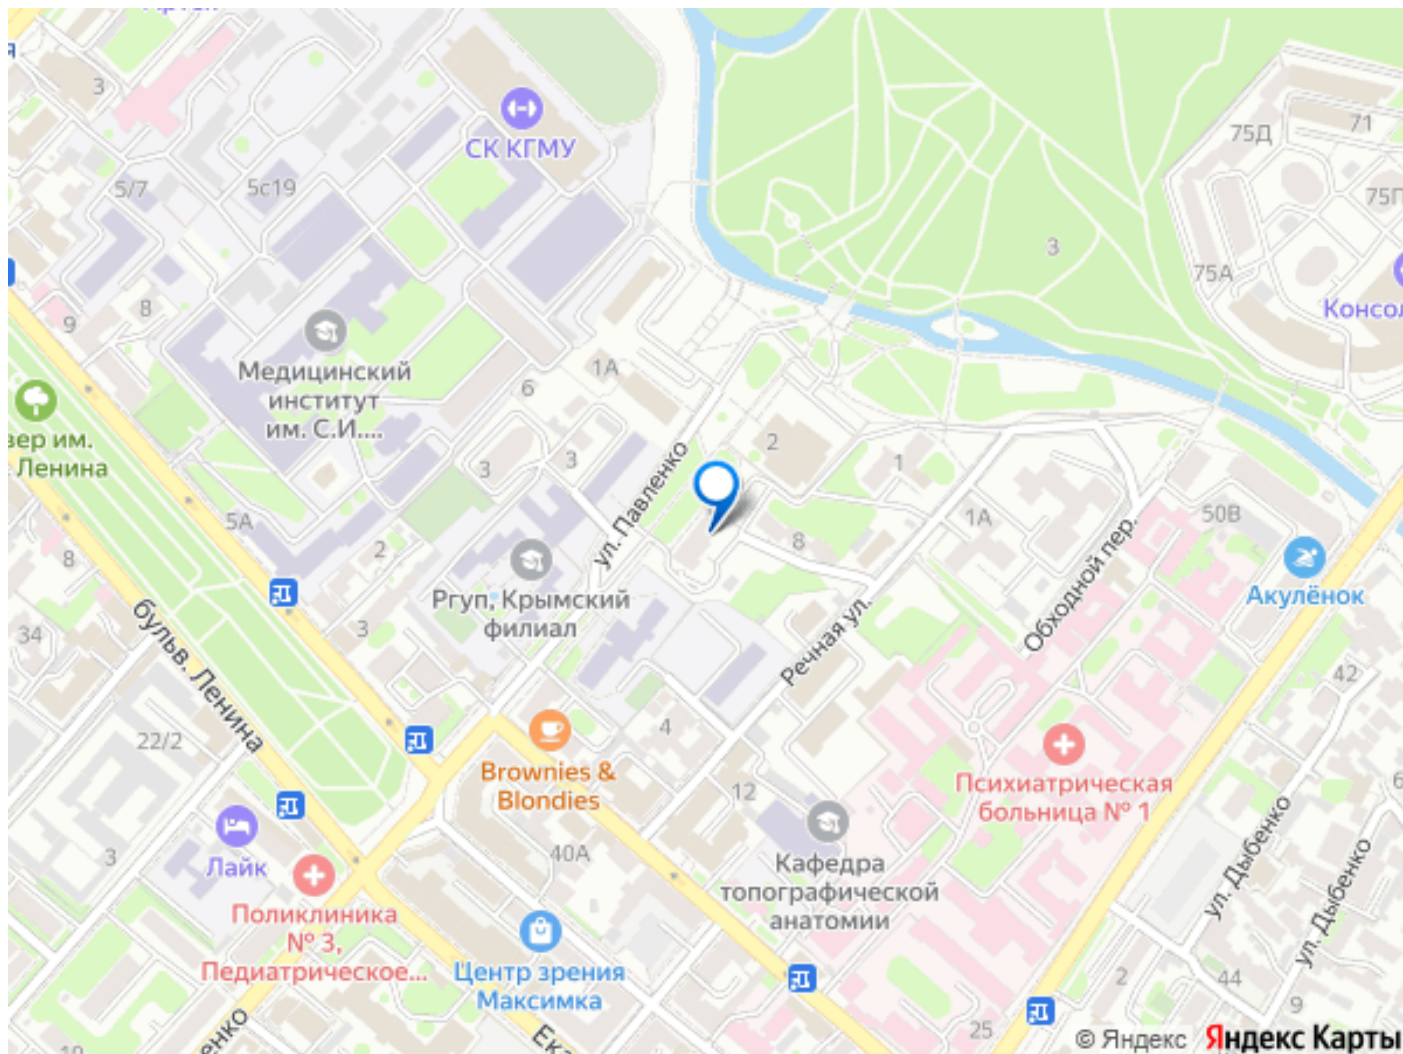 3
СК КГМУ
5/7
5с19
75Д
71
75А
3
Консол
8
9
Медицинский
институт
им. С.И....
6
1А
вер им.
Ленина
5А
2
3
3
ул. Павленко
2
1
1А
50В
Акулёнок
8
8
Ргуп, Крымский
филиал
Обходной пер.
Речная ул.
34
3
бульв. Ленина
22/2
4
42
Brownies &
Blondies
12
Психиатрическая
больница № 1
Лайк
3
40А
Кафедра
топографической
анатомии
ул. Дыбенко
ул. Дыбенко
Поликлиника
№ 3,
Педиатрическое...
Центр зрения
Максимка
2
44
9
25
енко
Ека
© Яндекс Яндекс Карты